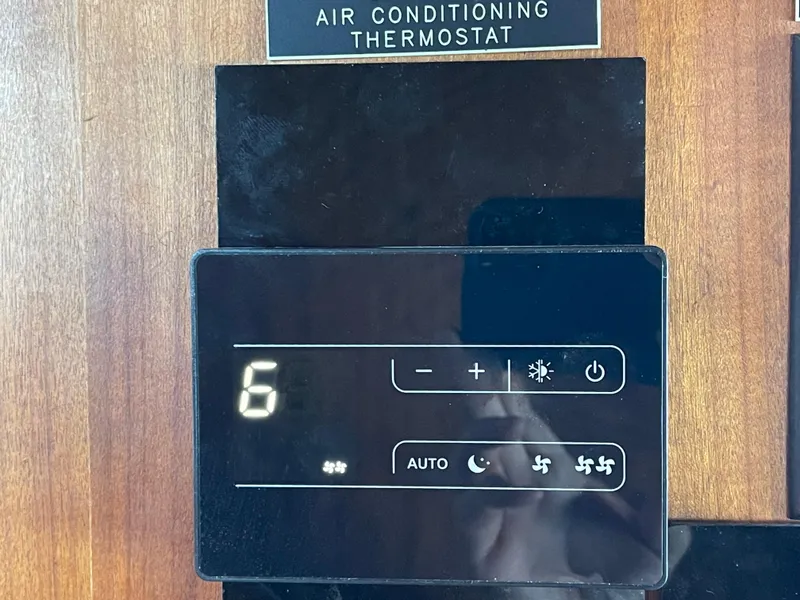 AIR CONDITIONING
THERMOSTAT
6
− +
AUTO